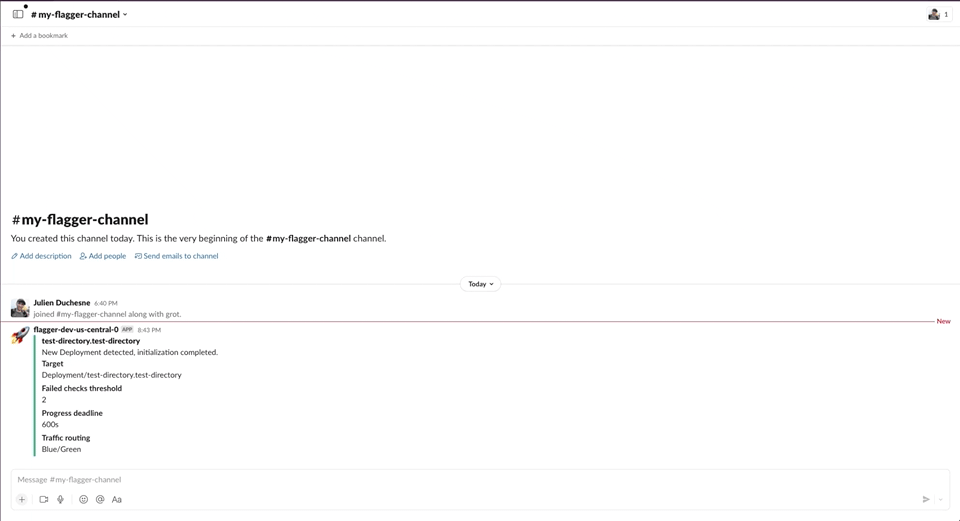 # my-flagger-channel
1
+ Add a bookmark
#my-flagger-channel
You created this channel today. This is the very beginning of the #my-flagger-channel channel.
Add description Add people Send emails to channel
Today
Julien Duchesne 6:40 PM
joined #my-flagger-channel along with grot.
New
flagger-dev-us-central-0 APP 8:43 PM
test-directory.test-directory
New Deployment detected, initialization completed.
Target
Deployment/test-directory.test-directory
Failed checks threshold
2
Progress deadline
600s
Traffic routing
Blue/Green
Message #my-flagger-channel
Aa